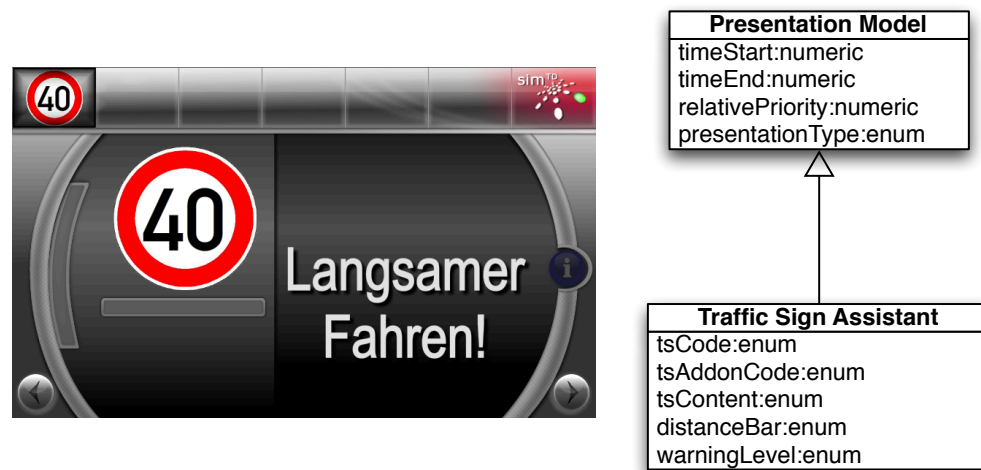 40
sim TD
40
Langsamer
Fahren!
i
Presentation Model
timeStart:numeric
timeEnd:numeric
relativePriority:numeric
presentationType:enum
Traffic Sign Assistant
tsCode:enum
tsAddonCode:enum
tsContent:enum
distanceBar:enum
warningLevel:enum